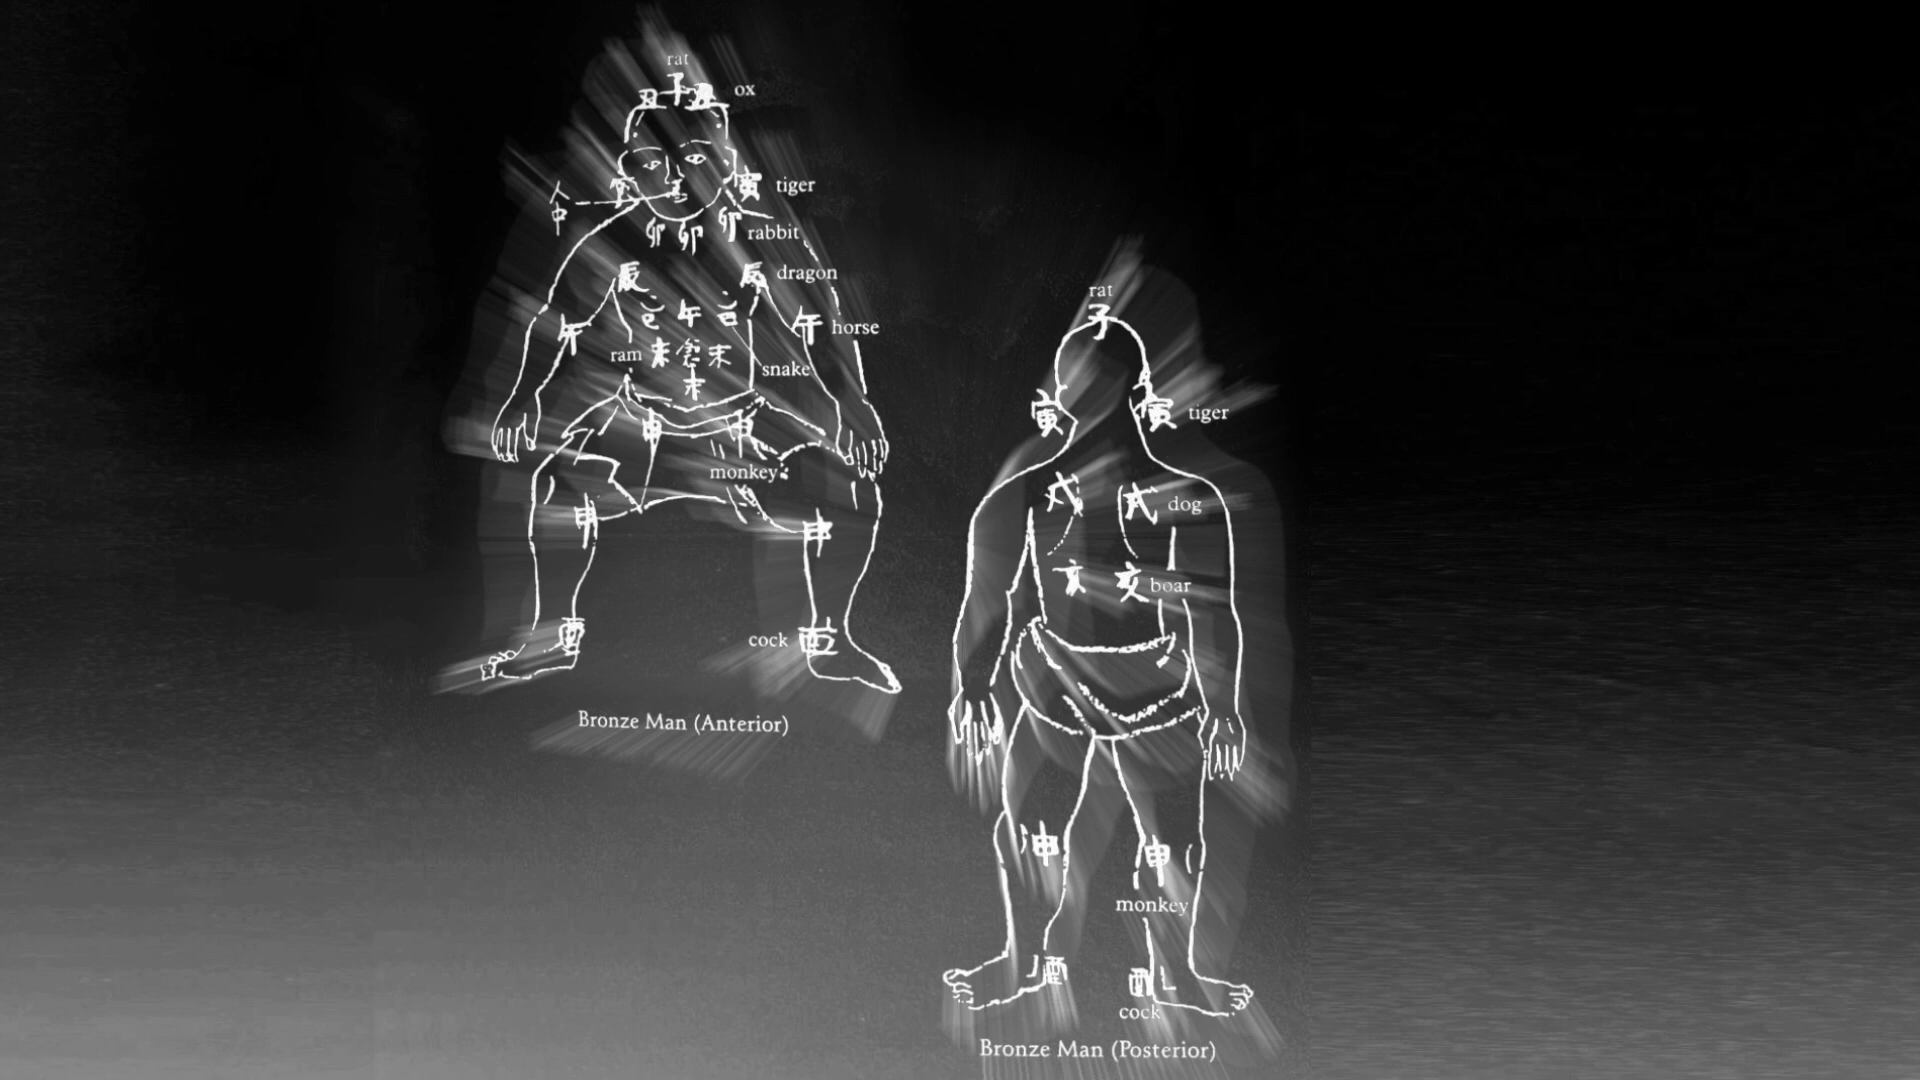 rat
子
丑
丑
ox
寅
tiger
人中
卯
卯
卯
rabbit
辰
辰
dragon
巳
午
巳
午
午
horse
ram
未
未
snake
未
申
申
monkey
申
申
cock
酉
酉
Bronze Man (Anterior)
rat
子
寅
寅
tiger
戌
戌
dog
亥
亥
boar
申
申
monkey
酉
酉
cock
Bronze Man (Posterior)